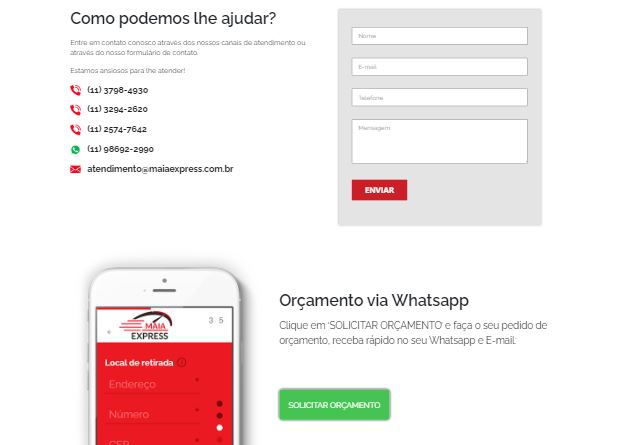 Como podemos lhe ajudar?
Entre em contato conosco através dos nossos canais de atendimento ou
através do nosso formulário de contato.
Estamos ansiosos para lhe atender!
(11) 3798-4930
(11) 3294-2620
(11) 2574-7642
(11) 98692-2990
atendimento@maiaexpress.com.br
Nome
E-mail
Telefone
Mensagem
ENVIAR
MAIA
EXPRESS
3 5
Local de retirada
Endereço
Número
CEP
Orçamento via Whatsapp
Clique em 'SOLICITAR ORÇAMENTO' e faça o seu pedido de
orçamento, receba rápido no seu Whatsapp e E-mail:
SOLICITAR ORÇAMENTO